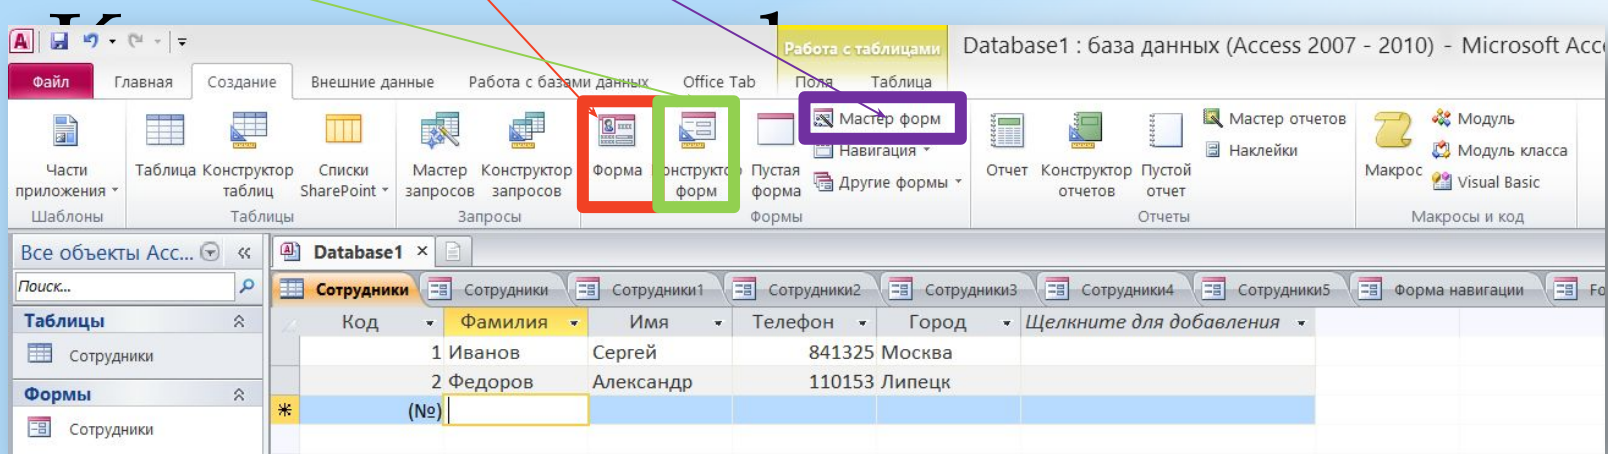 Работа с таблицами
Database1 : база данных (Access 2007 - 2010) - Microsoft
Файл Главная Создание Внешние данные Работа с базами данных Office Tab Поля Таблица
Части приложения
Таблица
Конструктор таблиц
Списки SharePoint
Мастер запросов
Конструктор запросов
Форма
Конструктор форм
Пустая форма
Мастер форм
Навигация
Другие формы
Отчет
Конструктор отчетов
Пустой отчет
Мастер отчетов
Наклейки
Макрос
Модуль
Модуль класса
Visual Basic
Шаблоны Таблицы Запросы Формы Отчеты Макросы и код
Все объекты Acc... «
Database1 ×
Поиск...
Сотрудники Сотрудники Сотрудники1 Сотрудники2 Сотрудники3 Сотрудники4 Сотрудники5 Форма навигации
Таблицы
Сотрудники
Формы
Сотрудники
Код Фамилия Имя Телефон Город Щелкните для добавления
1 Иванов Сергей 841325 Москва
2 Федоров Александр 110153 Липецк
(№)